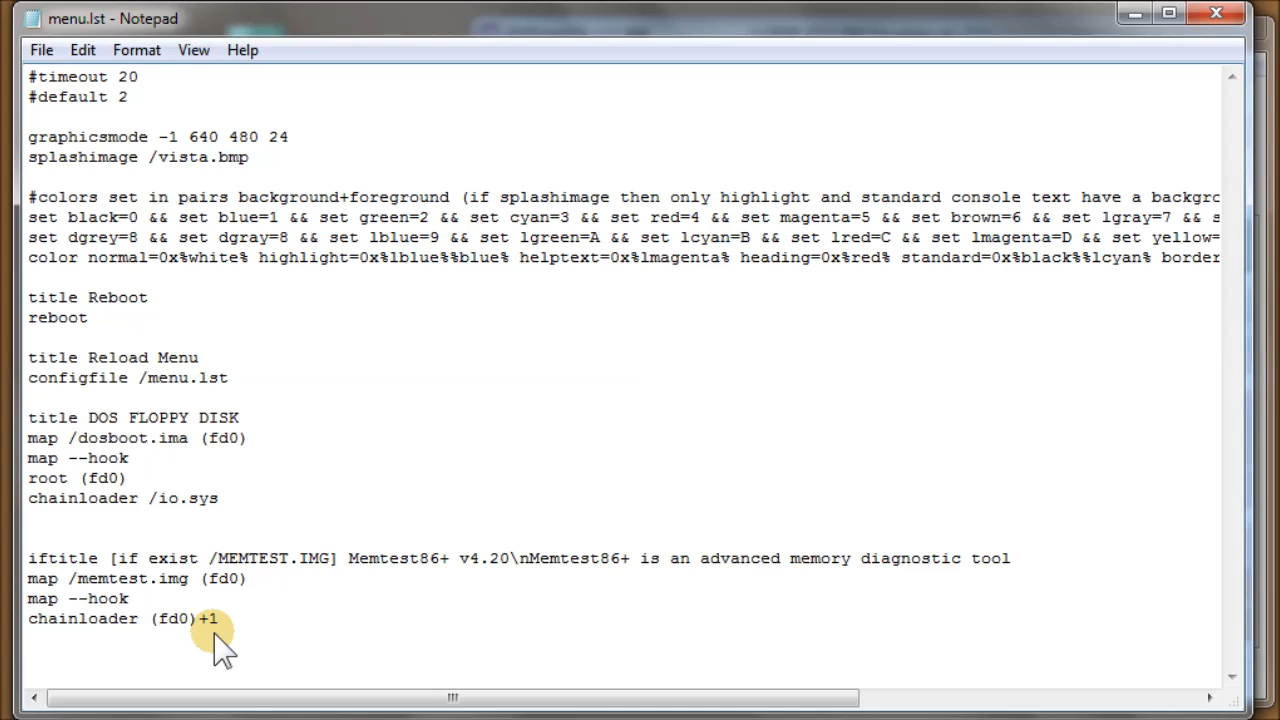 menu.lst - Notepad
File Edit Format View Help
#timeout 20
#default 2
graphicsmode -1 640 480 24
splashimage /vista.bmp
#colors set in pairs background+foreground (if splashimage then only highlight and standard console text have a backgro
set black=0 && set blue=1 && set green=2 && set cyan=3 && set red=4 && set magenta=5 && set brown=6 && set lgray=7 && s
set dgrey=8 && set dgray=8 && set lblue=9 && set lgreen=A && set lcyan=B && set lred=C && set lmagenta=D && set yellow=
color normal=0x%white% highlight=0x%lblue%%blue% helptext=0x%lmagenta% heading=0x%red% standard=0x%black%%lcyan% border
title Reboot
reboot
title Reload Menu
configfile /menu.lst
title DOS FLOPPY DISK
map /dosboot.ima (fd0)
map --hook
root (fd0)
chainloader /io.sys
iftitle [if exist /MEMTEST.IMG] Memtest86+ v4.20\nMemtest86+ is an advanced memory diagnostic tool
map /memtest.img (fd0)
map --hook
chainloader (fd0)+1